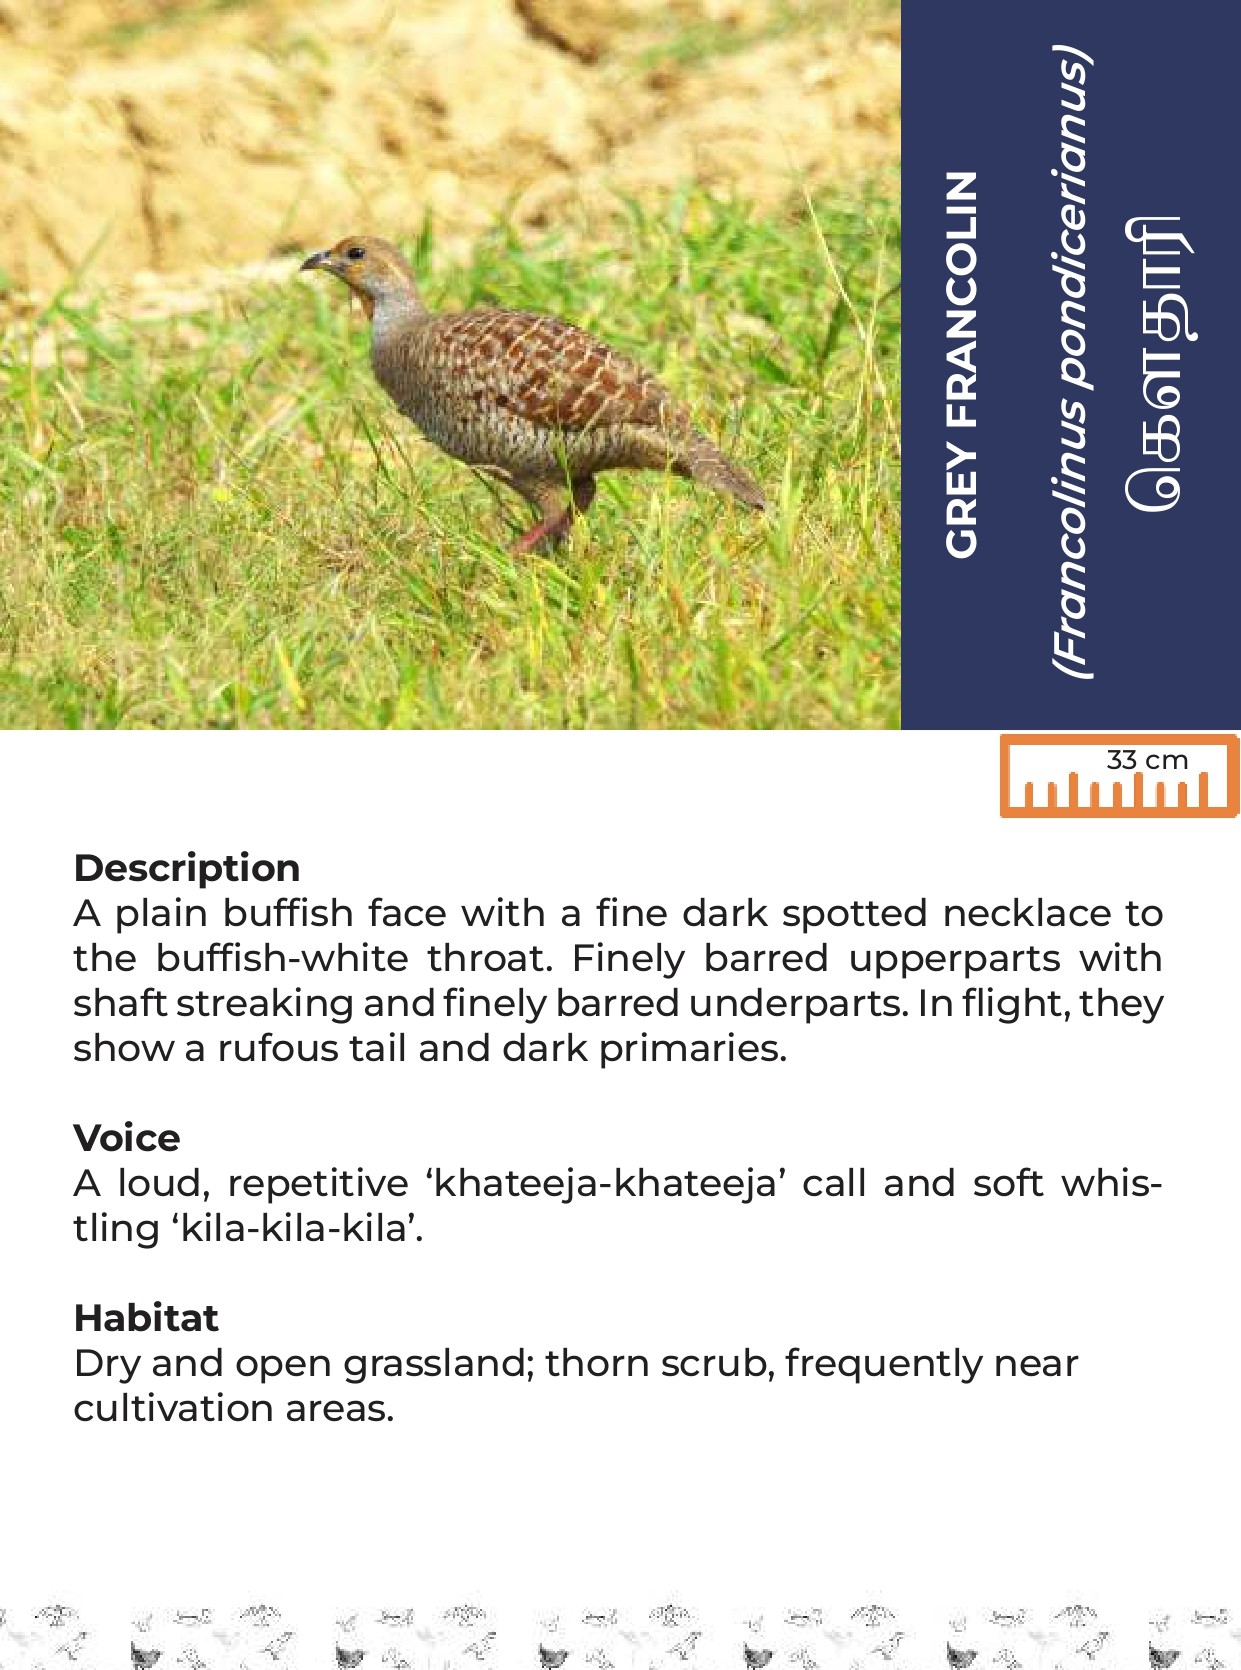 GREY FRANCOLIN
(Francolinus pondicerianus)
கௌதாரி
33 cm
Description
A plain buffish face with a fine dark spotted necklace to
the buffish-white throat. Finely barred upperparts with
shaft streaking and finely barred underparts. In flight, they
show a rufous tail and dark primaries.
Voice
A loud, repetitive ‘khateeja-khateeja’ call and soft whis-
tling ‘kila-kila-kila’.
Habitat
Dry and open grassland; thorn scrub, frequently near
cultivation areas.